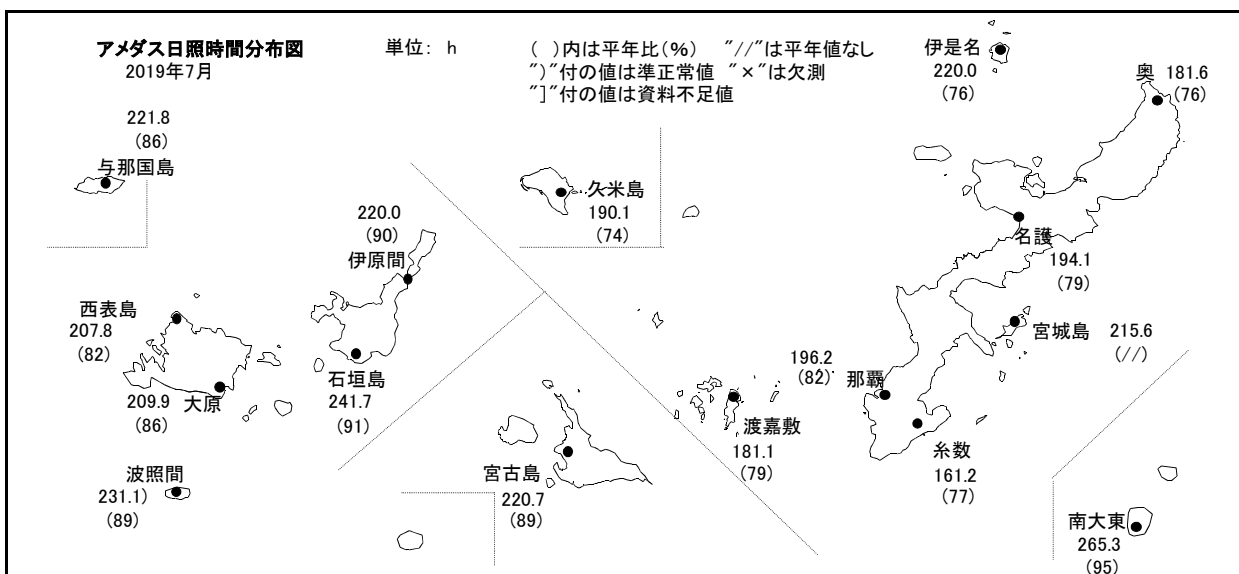 アメダス日照時間分布図
2019年7月
単位: h
( )内は平年比(%) "//"は平年値なし
")"付の値は準正常値 "×"は欠測
"]"付の値は資料不足値
伊是名
220.0
(76)
奥
181.6
(76)
221.8
(86)
与那国島
久米島
190.1
(74)
名護
194.1
(79)
220.0
(90)
伊原間
西表島
207.8
(82)
宮城島
215.6
(//)
石垣島
241.7
(91)
209.9
(86)
大原
196.2
(82)
那覇
渡嘉敷
181.1
(79)
糸数
161.2
(77)
波照間
231.1)
(89)
宮古島
220.7
(89)
南大東
265.3
(95)